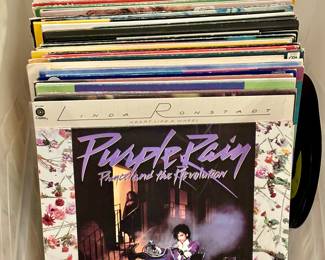 LINDA RONSTADT
HEART LIKE A WHEEL
Purple Rain
Prince and the Revolution